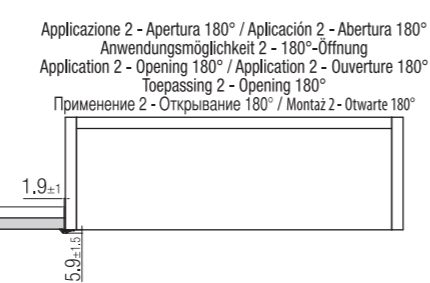 Applicazione 2 - Apertura 180° / Aplicación 2 - Abertura 180°
Anwendungsmöglichkeit 2 - 180°-Öffnung
Application 2 - Opening 180° / Application 2 - Ouverture 180°
Toepassing 2 - Opening 180°
Применение 2 - Открывание 180° / Montaż 2 - Otwarte 180°
1.9±1
5.9±1.5